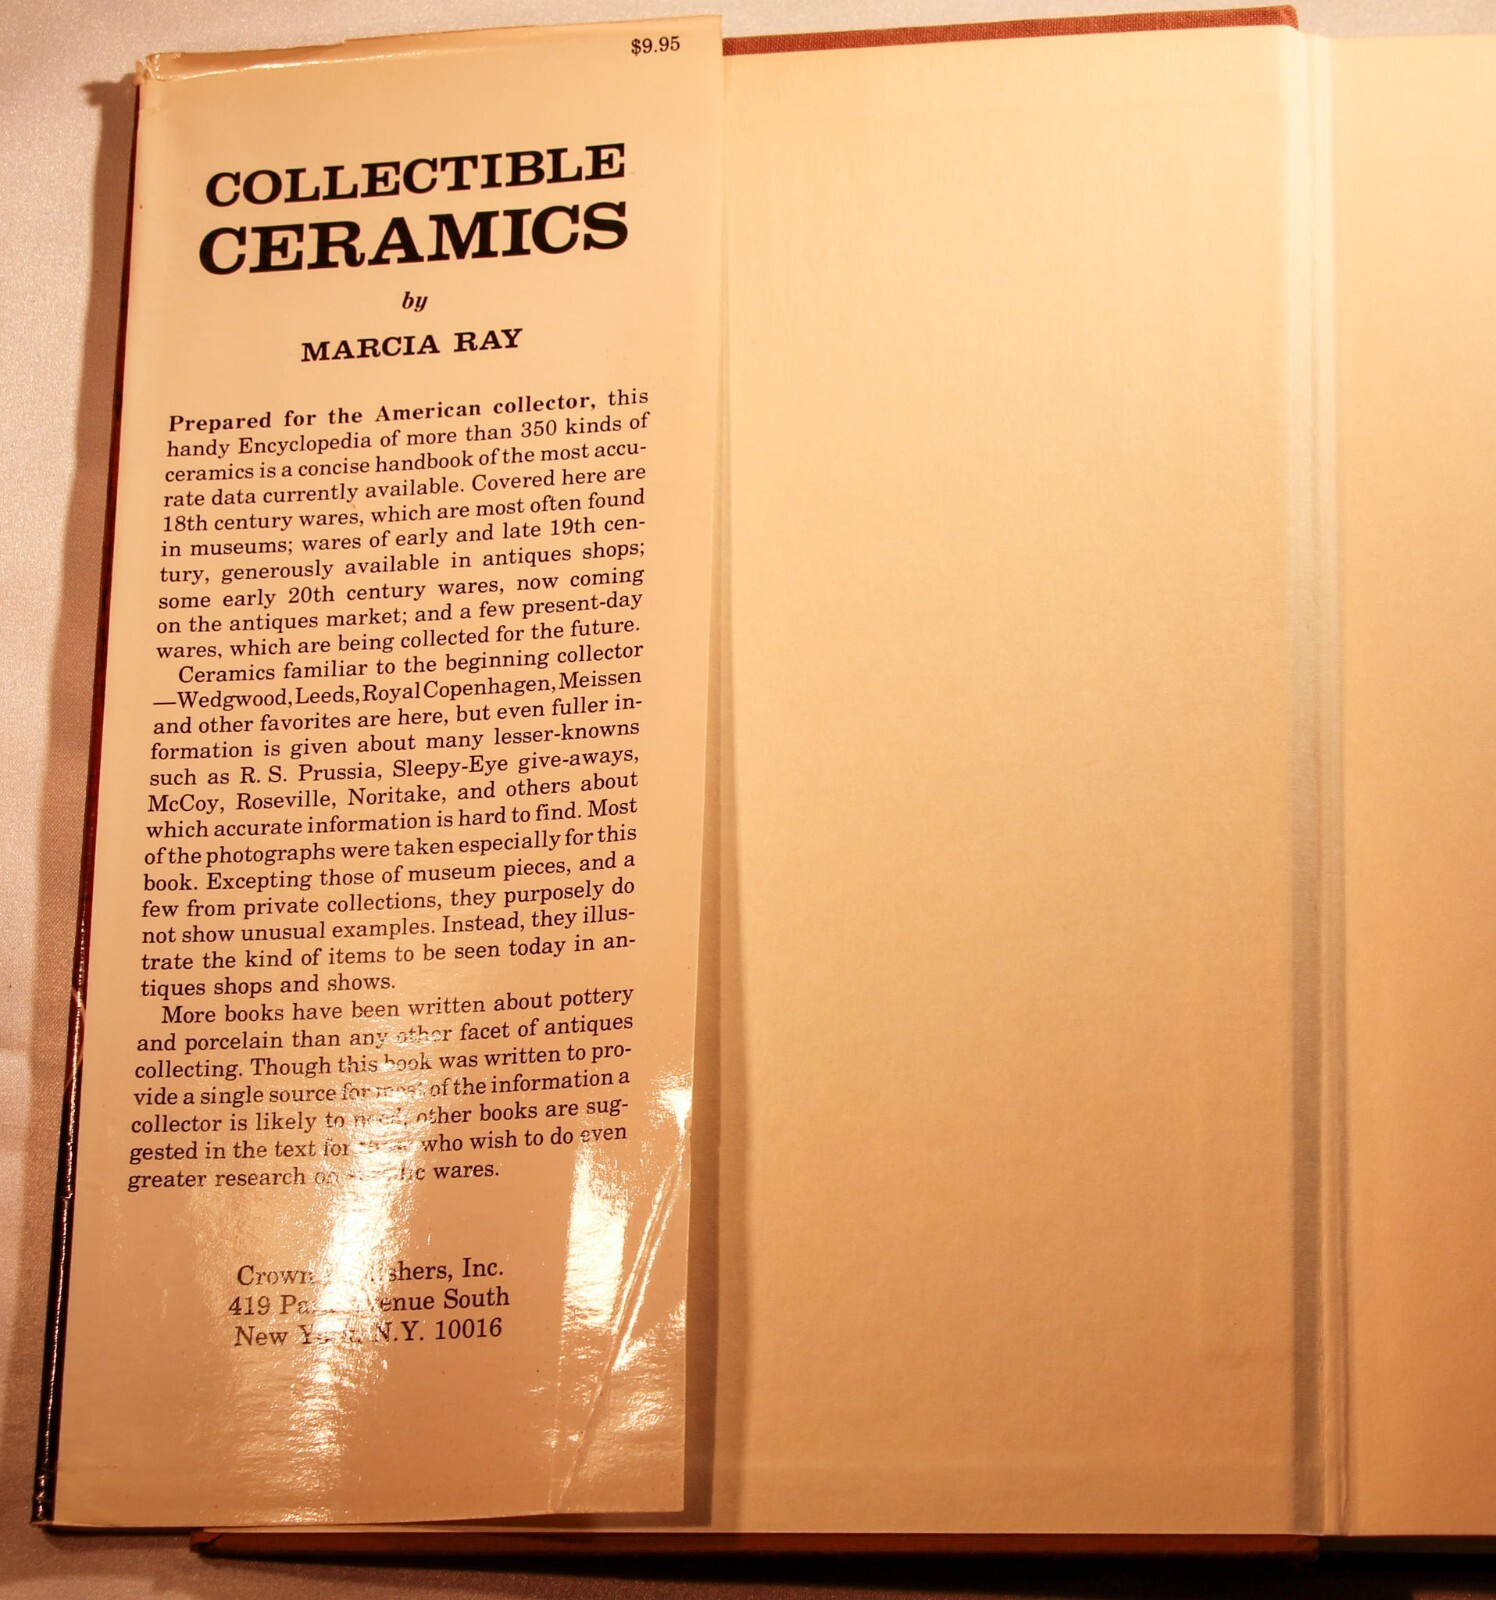 $9.95
COLLECTIBLE
CERAMICS
by
MARCIA RAY
Prepared for the American collector, this
handy Encyclopedia of more than 350 kinds of
ceramics is a concise handbook of the most accu-
rate data currently available. Covered here are
18th century wares, which are most often found
in museums; wares of early and late 19th cen-
tury, generously available in antiques shops;
some early 20th century wares, now coming
on the antiques market; and a few present-day
wares, which are being collected for the future.
Ceramics familiar to the beginning collector
—Wedgwood, Leeds, Royal Copenhagen, Meissen
and other favorites are here, but even fuller in-
formation is given about many lesser-knowns
such as R. S. Prussia, Sleepy-Eye give-aways,
McCoy, Roseville, Noritake, and others about
which accurate information is hard to find. Most
of the photographs were taken especially for this
book. Excepting those of museum pieces, and a
few from private collections, they purposely do
not show unusual examples. Instead, they illus-
trate the kind of items to be seen today in an-
tiques shops and shows.
More books have been written about pottery
and porcelain than any other facet of antiques
collecting. Though this book was written to pro-
vide a single source for most of the information a
collector is likely to need, other books are sug-
gested in the text for who wish to do even
greater research on wares.
Crown Inc.
419 South
New York, N.Y. 10016